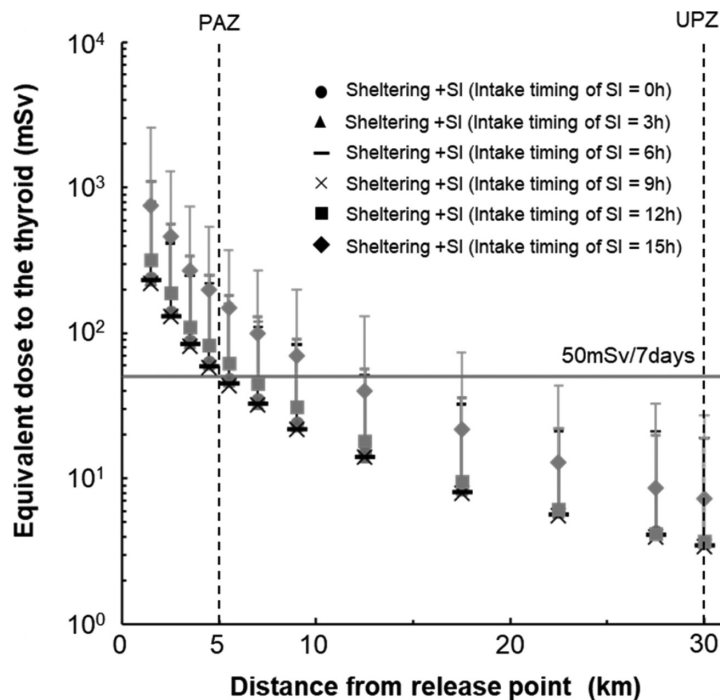 PAZ
UPZ
10⁴
10³
10²
10¹
10⁰
Equivalent dose to the thyroid (mSv)
Sheltering +SI (Intake timing of SI = 0h)
Sheltering +SI (Intake timing of SI = 3h)
Sheltering +SI (Intake timing of SI = 6h)
Sheltering +SI (Intake timing of SI = 9h)
Sheltering +SI (Intake timing of SI = 12h)
Sheltering +SI (Intake timing of SI = 15h)
50mSv/7days
0 5 10 20 30
Distance from release point (km)